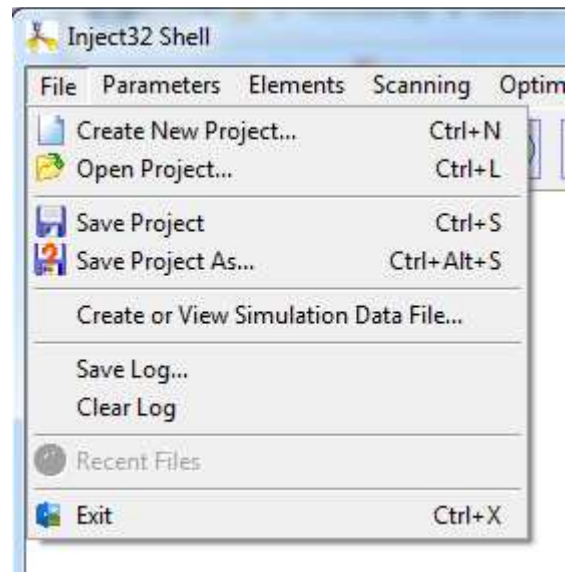 Inject32 Shell
File Parameters Elements Scanning Optim
Create New Project... Ctrl+N
Open Project... Ctrl+L
Save Project Ctrl+S
Save Project As... Ctrl+Alt+S
Create or View Simulation Data File...
Save Log...
Clear Log
Recent Files
Exit Ctrl+X